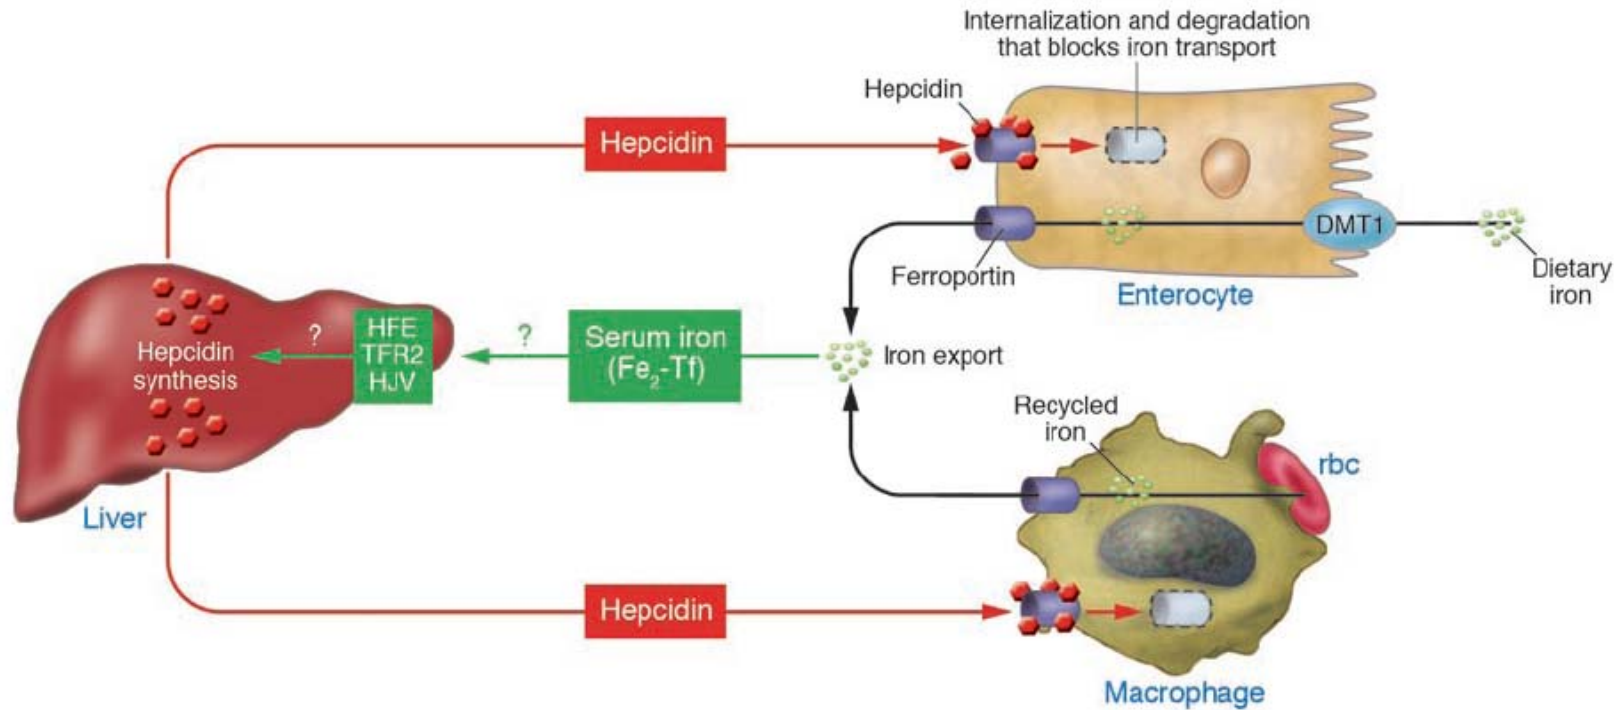 Internalization and degradation
that blocks iron transport
Hepcidin
Hepcidin
DMT1
Ferroportin
Dietary
iron
Enterocyte
HFE
TFR2
HJV
?
?
Serum iron
(Fe₂-Tf)
Iron export
Hepcidin
synthesis
Recycled
iron
rbc
Liver
Hepcidin
Macrophage